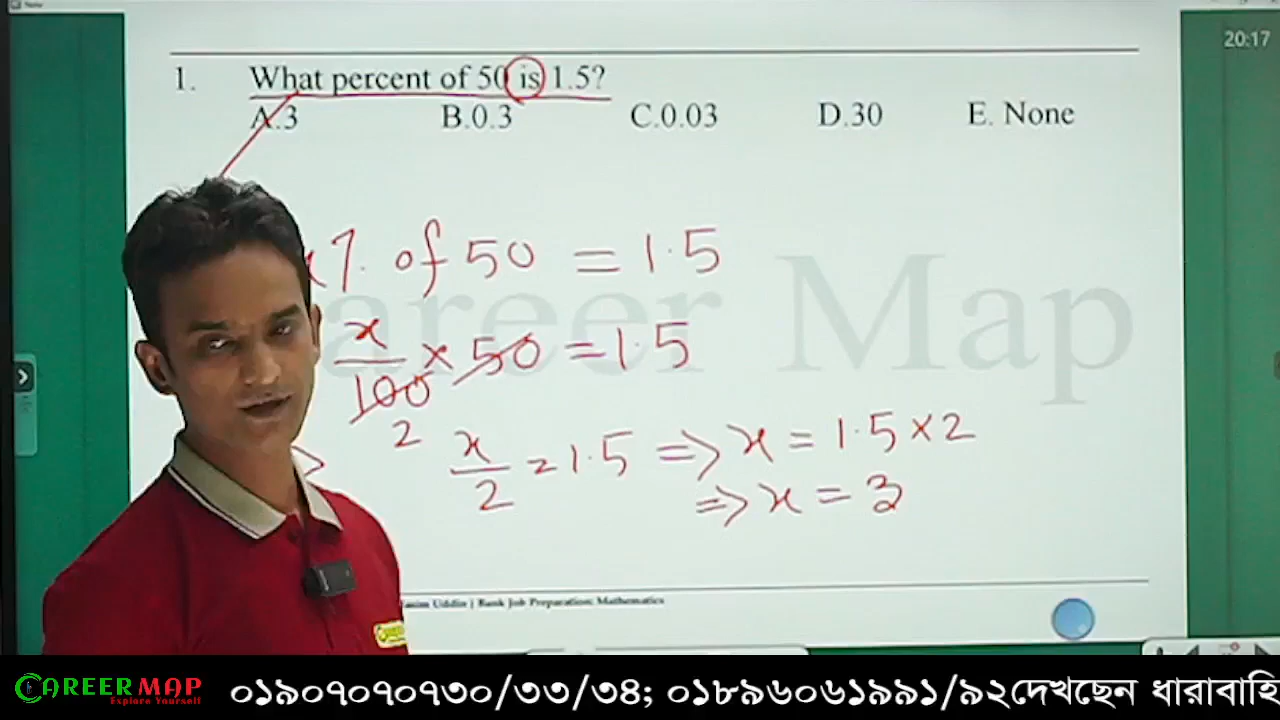 New
20:17
1. What percent of 50 is 1.5?
A.3 B.0.3 C.0.03 D.30 E. None
Career Map
x% of 50 = 1.5
x/100 × 50 = 1.5
2
x/2 = 1.5 => x = 1.5 × 2
=> x = 3
Uddin | Bank Job Preparation: Mathematics
CAREER MAP
Explore Yourself
০১৯০৭০৭০৭৩০/৩৩/৩৪; ০১৮৯৬০৬১৯৯১/৯২দেখছেন ধারাবাহি